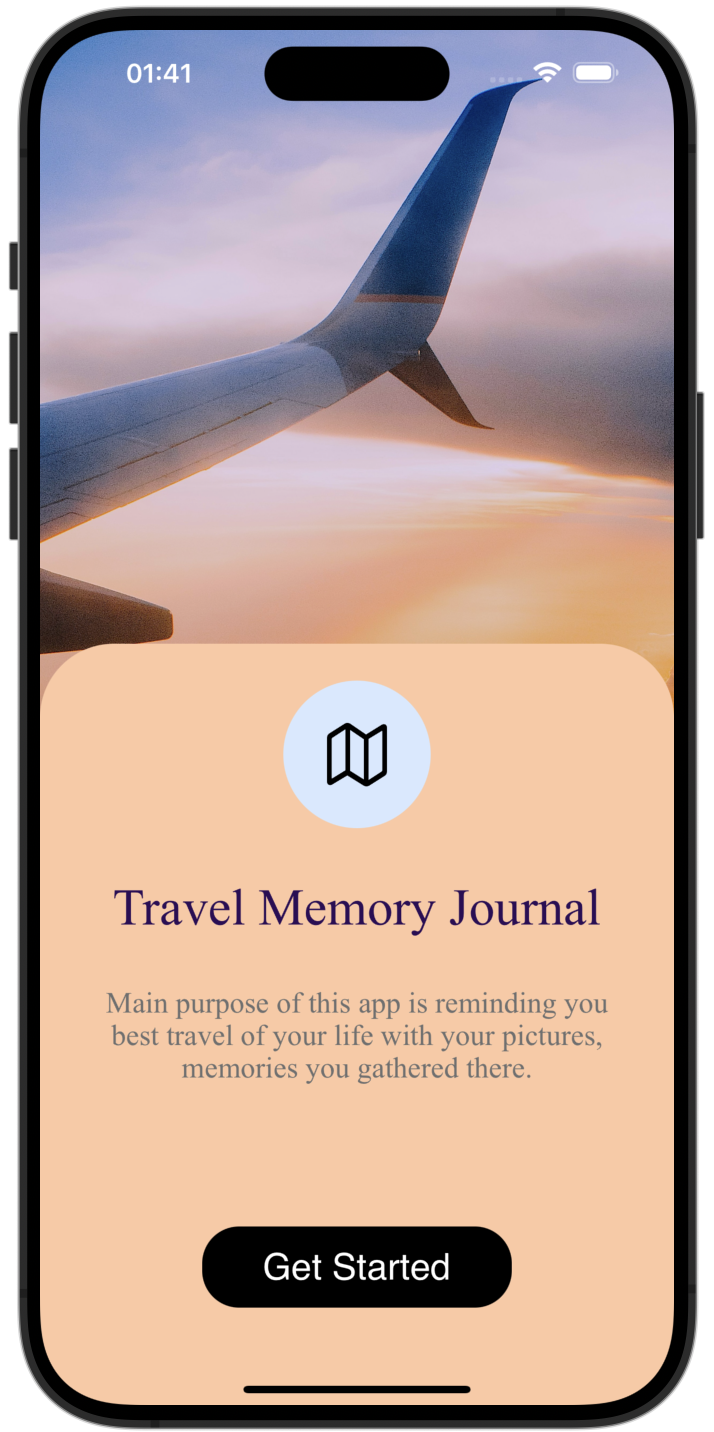 01:41
Travel Memory Journal
Main purpose of this app is reminding you
best travel of your life with your pictures,
memories you gathered there.
Get Started